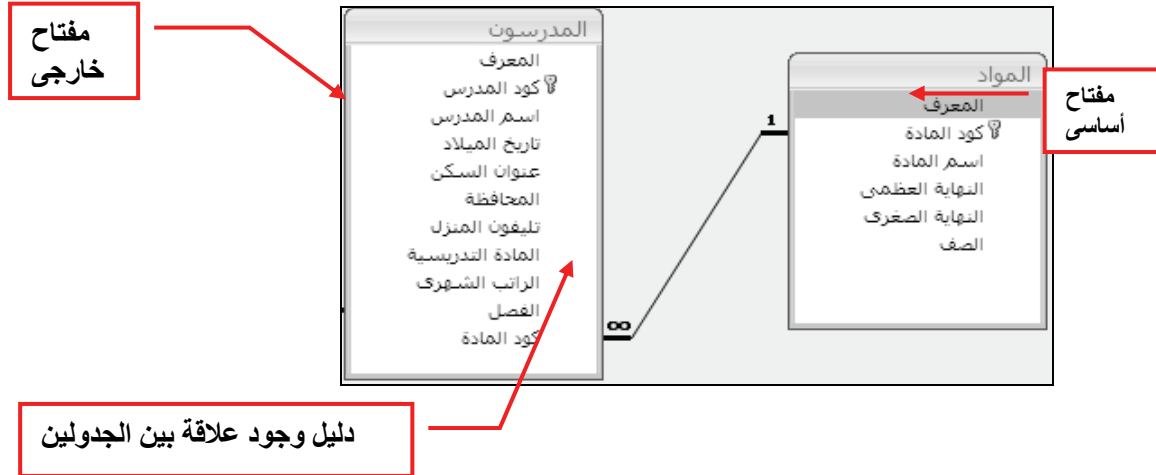 مفتاح
خارجى
المدرسون
المعرف
كود المدرس
اسم المدرس
تاريخ الميلاد
عنوان السكن
المحافظة
تليفون المنزل
المادة التدريسية
الراتب الشهرى
الفصل
كود المادة
1
∞
المواد
المعرف
كود المادة
اسم المادة
النهاية العظمى
النهاية الصغرى
الصف
مفتاح
أساسى
دليل وجود علاقة بين الجدولين